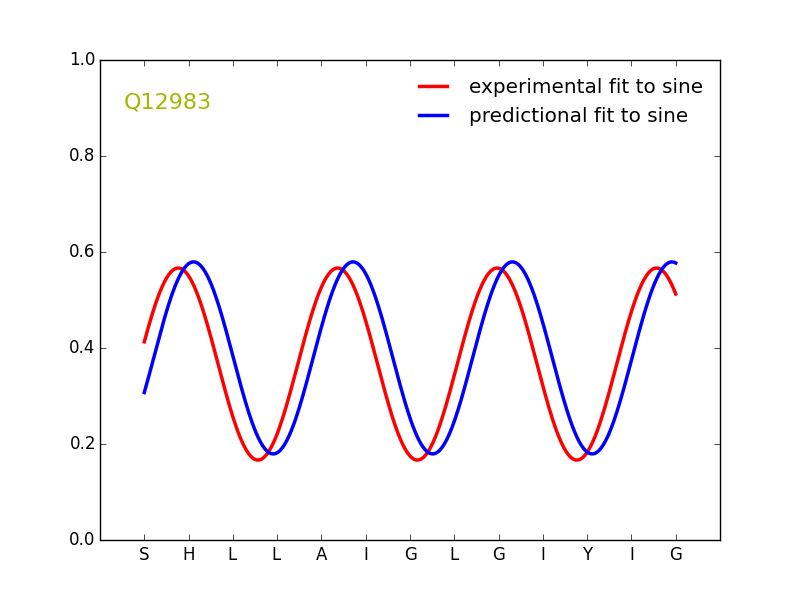 Q12983
experimental fit to sine
predictional fit to sine
1.0
0.8
0.6
0.4
0.2
0.0
S H L L A I G L G I Y I G